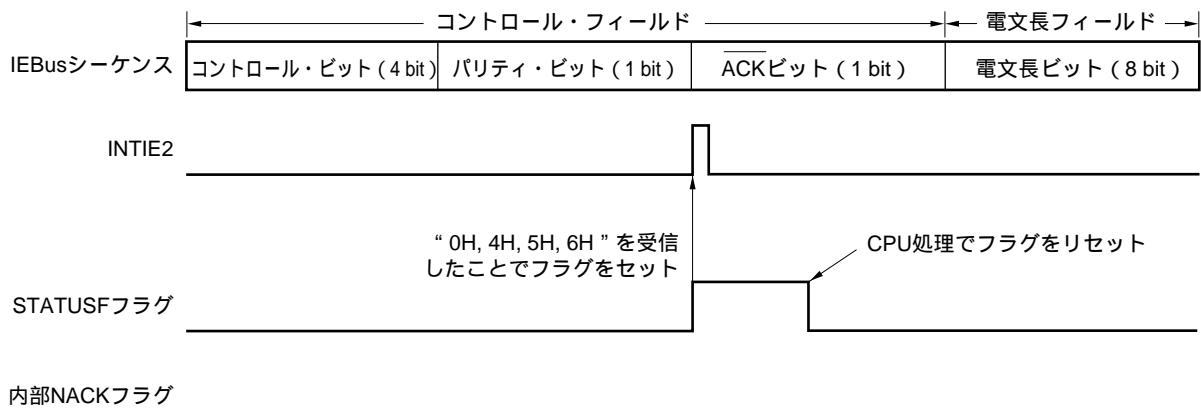 コントロール・フィールド 電文長フィールド
IEBusシーケンス コントロール・ビット（4 bit） パリティ・ビット（1 bit） ACKビット（1 bit） 電文長ビット（8 bit）
INTIE2
“ 0H, 4H, 5H, 6H ” を受信
したことでフラグをセット
CPU処理でフラグをリセット
STATUSFフラグ
内部NACKフラグ